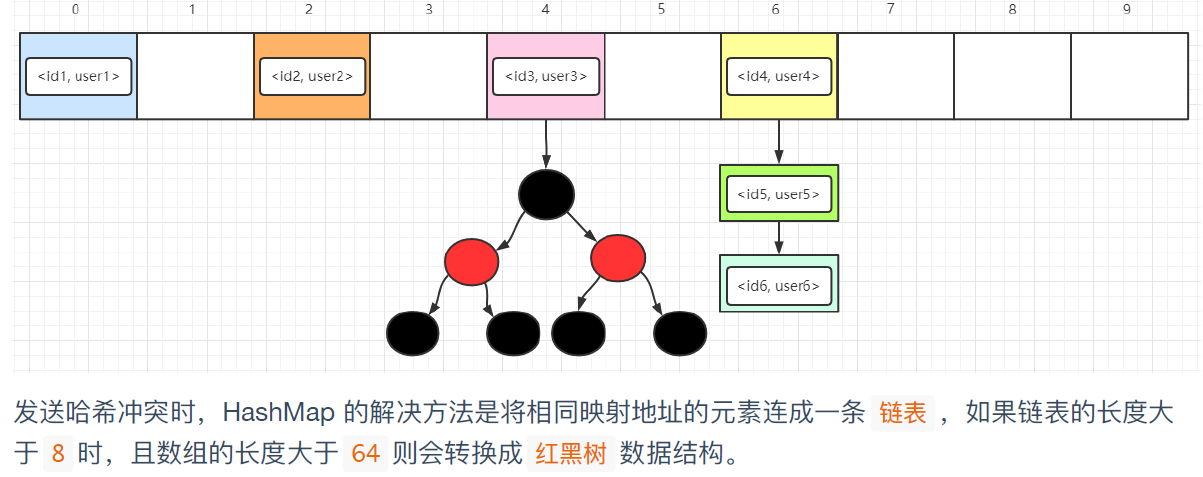 0 1 2 3 4 5 6 7 8 9
<id1, user1> <id2, user2> <id3, user3> <id4, user4>
<id5, user5>
<id6, user6>
发送哈希冲突时，HashMap 的解决方法是将相同映射地址的元素连成一条 链表 ，如果链表的长度大
于 8 时，且数组的长度大于 64 则会转换成 红黑树 数据结构。